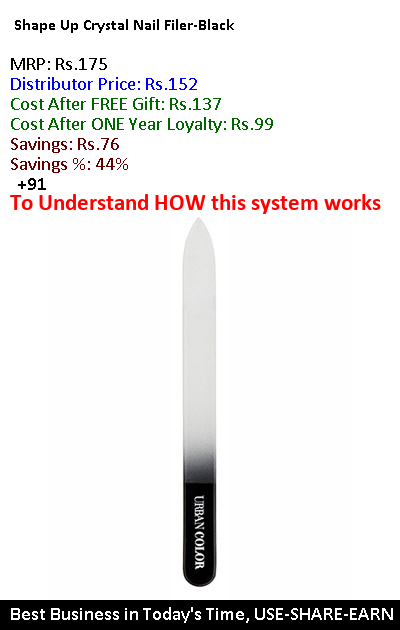 Shape Up Crystal Nail Filer-Black
MRP: Rs.175
Distributor Price: Rs.152
Cost After FREE Gift: Rs.137
Cost After ONE Year Loyalty: Rs.99
Savings: Rs.76
Savings %: 44%
+91
To Understand HOW this system works
URBAN COLOR
Best Business in Today's Time, USE-SHARE-EARN